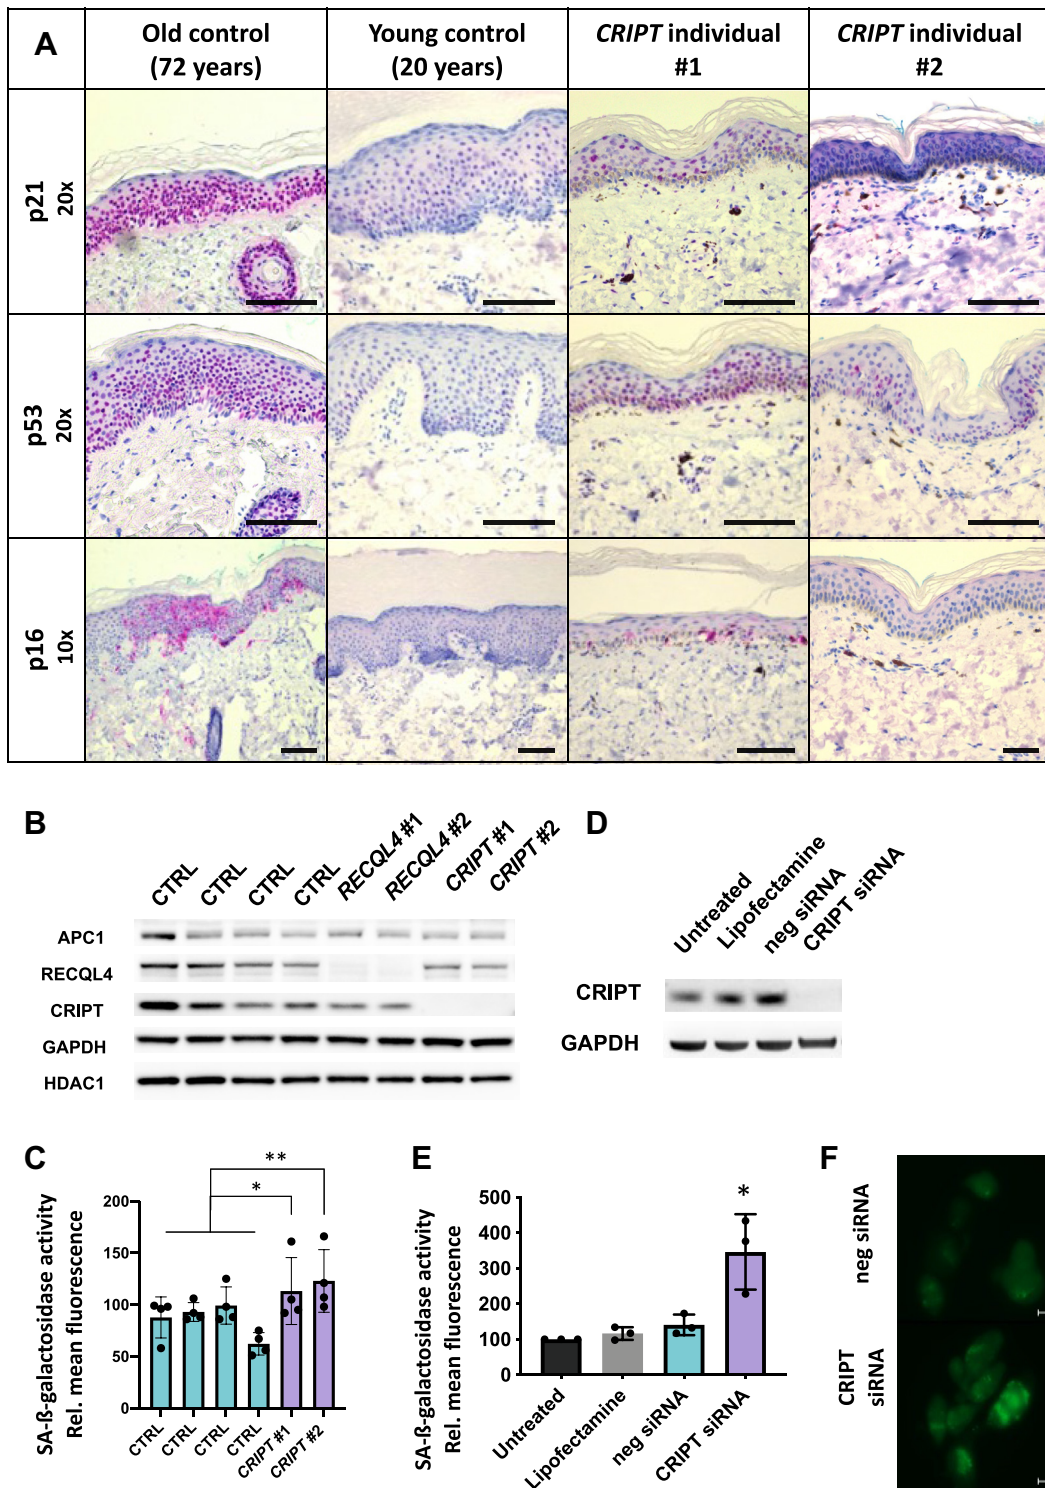 A
Old control
(72 years)
Young control
(20 years)
CRIPT individual
#1
CRIPT individual
#2
p21
20x
p53
20x
p16
10x
B
CTRL
CTRL
CTRL
CTRL
RECQL4 #1
RECQL4 #2
CRIPT #1
CRIPT #2
APC1
RECQL4
CRIPT
GAPDH
HDAC1
D
Untreated
Lipofectamine
neg siRNA
CRIPT siRNA
CRIPT
GAPDH
C
SA-ß-galactosidase activity
Rel. mean fluorescence
200
150
100
50
0
*
**
CTRL
CTRL
CTRL
CTRL
CRIPT #1
CRIPT #2
E
SA-ß-galactosidase activity
Rel. mean fluorescence
500
400
300
200
100
0
*
Untreated
Lipofectamine
neg siRNA
CRIPT siRNA
F
neg siRNA
CRIPT
siRNA